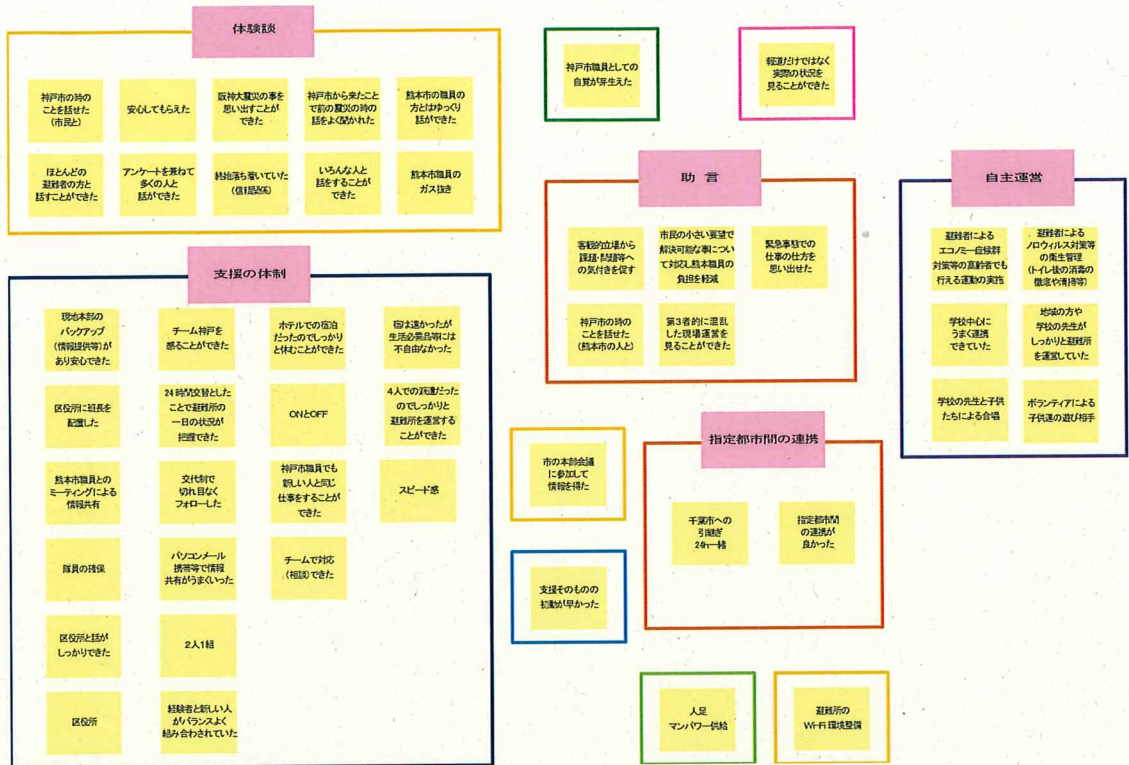 体験談
神戸市の時の
ことを話せた
(市民と)
安心してもらえた
阪神大震災の事を
思い出すことが
できた
神戸市から来たこと
で前の震災の時の
話をよく聞かれた
熊本市の職員の
方とはゆっくり
話ができた
ほとんどの
避難者の方と
話すことができた
アンケートを兼ねて
多くの人と
話ができた
終始落ち着いていた
(信頼関係)
いろんな人と
話をすることが
できた
熊本市職員の
ガス抜き
神戸市職員としての
自覚が芽生えた
報道だけではなく
実際の状況を
見ることができた
助言
客観的立場から
課題・問題等へ
の気付きを促す
市民の小さい要望で
解決可能な事につい
て対応し熊本職員の
負担を軽減
緊急事態での
仕事の仕方を
思い出せた
神戸市の時の
ことを話せた
(熊本市の人と)
第3者的に混乱
した現場運営を
見ることができた
自主運営
避難者による
エコノミー症候群
対策等の高齢者でも
行える運動の実施
避難者による
ノロウィルス対策等
の衛生管理
(トイレ後の消毒の
徹底や清掃等)
学校中心に
うまく連携
できていた
地域の方や
学校の先生が
しっかりと避難所
を運営していた
学校の先生と子供
たちによる合唱
ボランティアによる
子供達の遊び相手
支援の体制
現地本部の
バックアップ
(情報提供等)が
あり安心できた
チーム神戸を
感ることができた
ホテルでの宿泊
だったのでしっかり
と休むことができた
宿は遠かったが
生活必需品等には
不自由なかった
区役所に班長を
配置した
24時間交替とした
ことで避難所の
一日の状況が
把握できた
ONとOFF
4人での派遣だった
のでしっかりと
避難所を運営する
ことができた
熊本市職員との
ミーティングによる
情報共有
交代制で
切れ目なく
フォローした
神戸市職員でも
新しい人と同じ
仕事をすることが
できた
スピード感
隊員の確保
パソコンメール
携帯等で情報
共有がうまくいった
チームで対応
(相談)できた
区役所と話が
しっかりできた
2人1組
区役所
経験者と新しい人
がバランスよく
組み合わされていた
市の本部会議
に参加して
情報を得た
支援そのものの
初動が早かった
指定都市間の連携
千葉市への
引継ぎ
24h一緒
指定都市間
の連携が
良かった
人足
マンパワー供給
避難所の
Wi-Fi環境整備